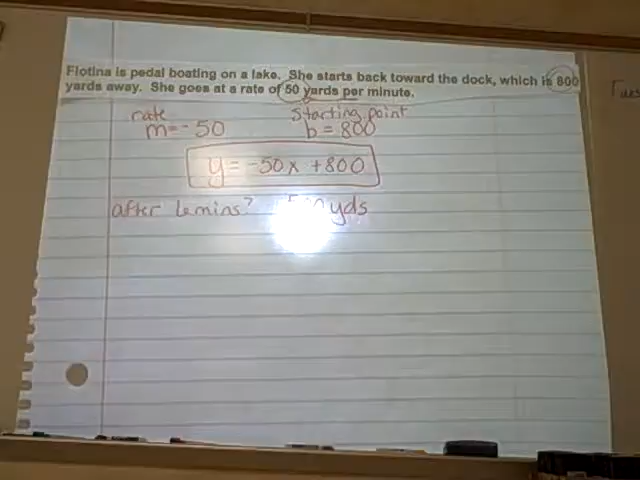 Flotina is pedal boating on a lake. She starts back toward the dock, which is 800
yards away. She goes at a rate of 50 yards per minute.
rate starting point
m=-50 b = 800
y = -50x +800
after 6 mins? yds
Tues